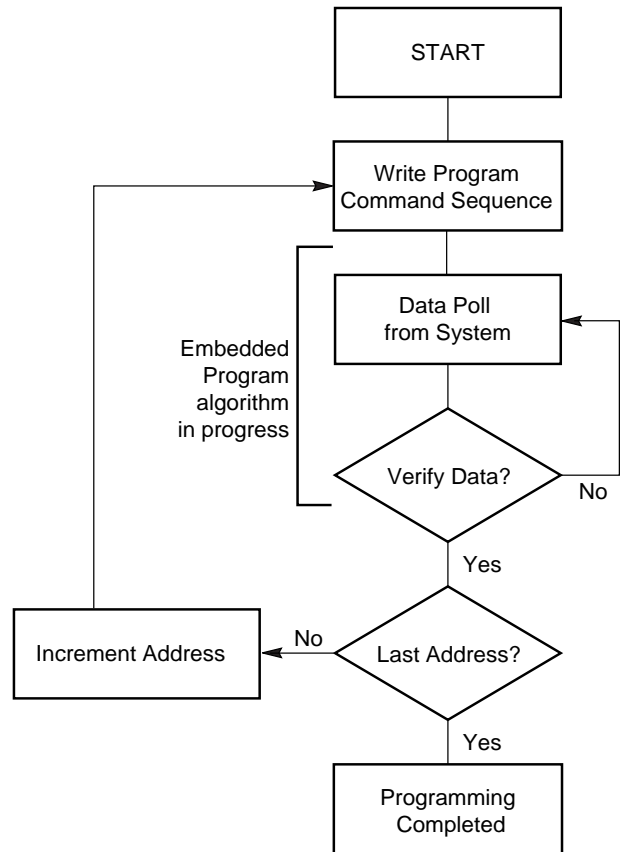 START
Write Program
Command Sequence
Data Poll
from System
Embedded
Program
algorithm
in progress
Verify Data?
No
Yes
Increment Address
No
Last Address?
Yes
Programming
Completed